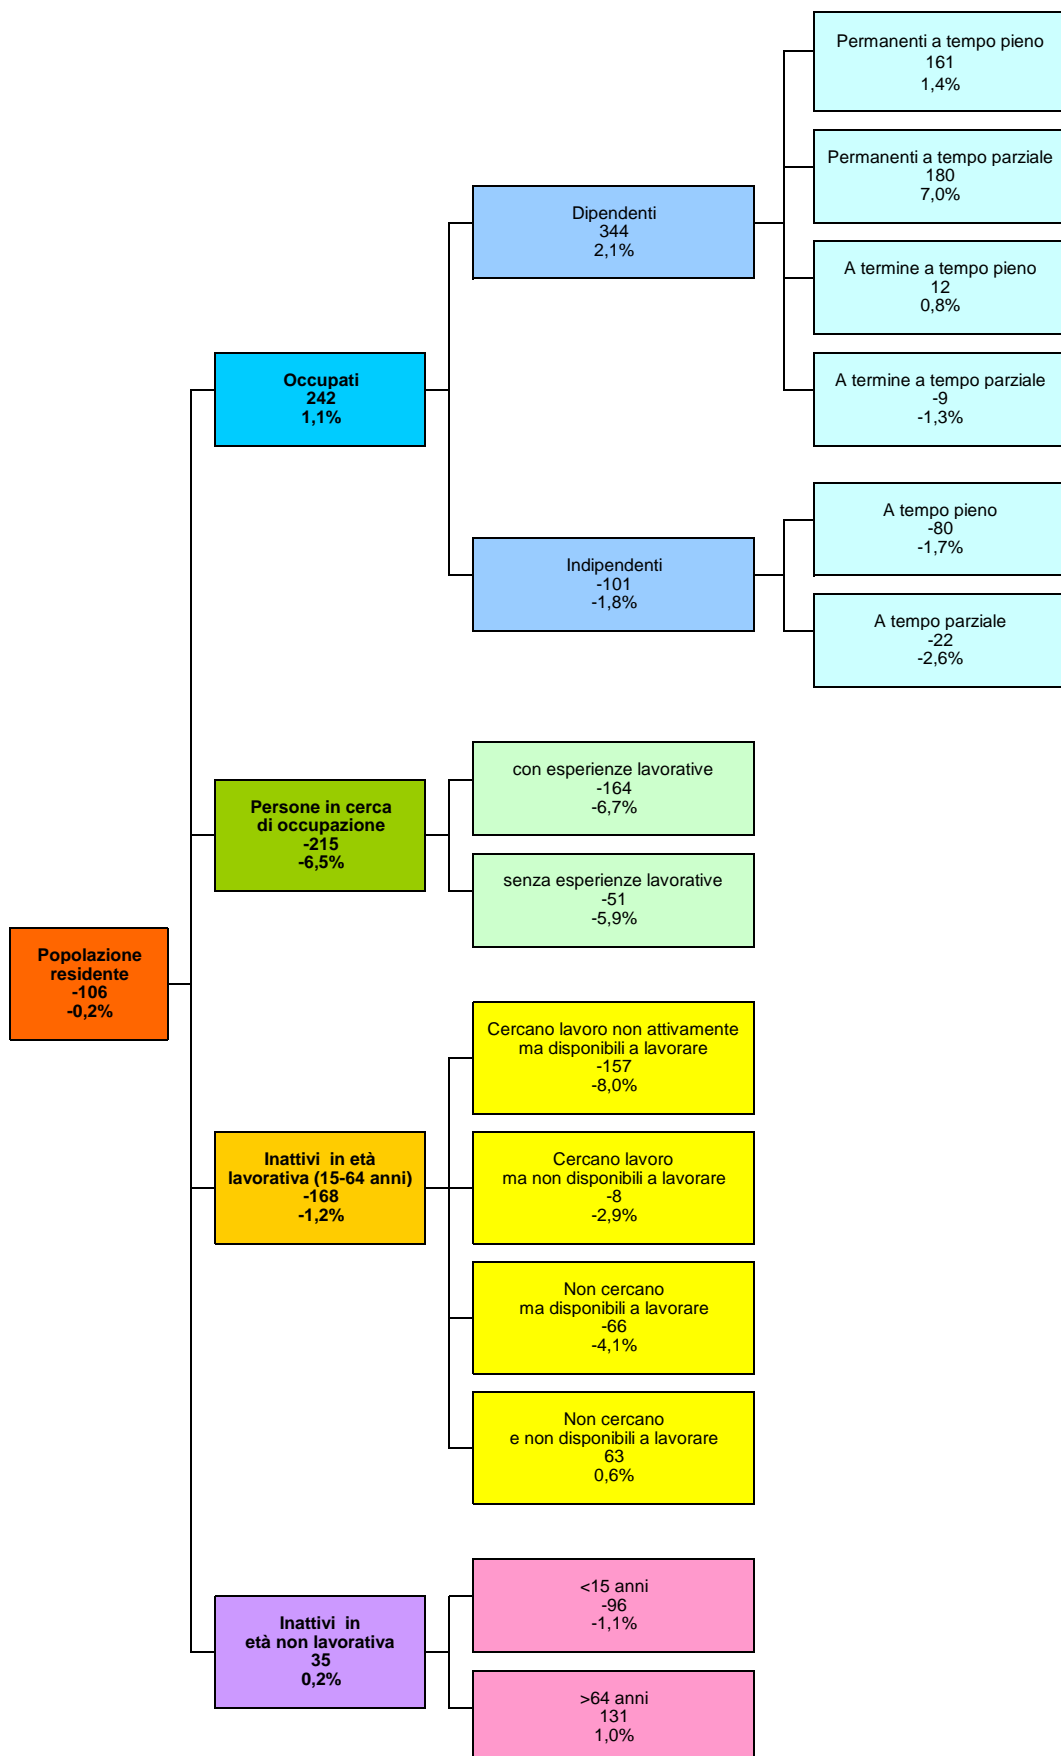 Permanenti a tempo pieno
161
1,4%
Permanenti a tempo parziale
180
7,0%
Dipendenti
344
2,1%
A termine a tempo pieno
12
0,8%
Occupati
242
1,1%
A termine a tempo parziale
-9
-1,3%
A tempo pieno
-80
-1,7%
Indipendenti
-101
-1,8%
A tempo parziale
-22
-2,6%
con esperienze lavorative
-164
-6,7%
Persone in cerca
di occupazione
-215
-6,5%
senza esperienze lavorative
-51
-5,9%
Popolazione
residente
-106
-0,2%
Cercano lavoro non attivamente
ma disponibili a lavorare
-157
-8,0%
Inattivi in età
lavorativa (15-64 anni)
-168
-1,2%
Cercano lavoro
ma non disponibili a lavorare
-8
-2,9%
Non cercano
ma disponibili a lavorare
-66
-4,1%
Non cercano
e non disponibili a lavorare
63
0,6%
<15 anni
-96
-1,1%
Inattivi in
età non lavorativa
35
0,2%
>64 anni
131
1,0%